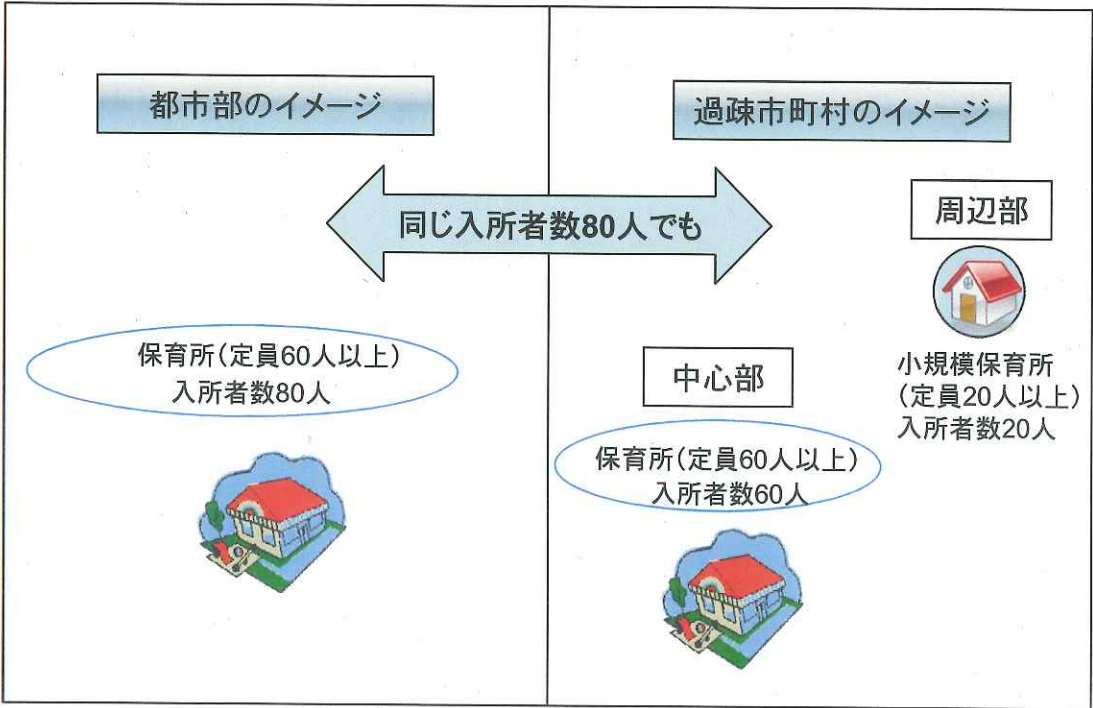 都市部のイメージ
過疎市町村のイメージ
同じ入所者数80人でも
周辺部
小規模保育所
(定員20人以上)
入所者数20人
保育所(定員60人以上)
入所者数80人
中心部
保育所(定員60人以上)
入所者数60人